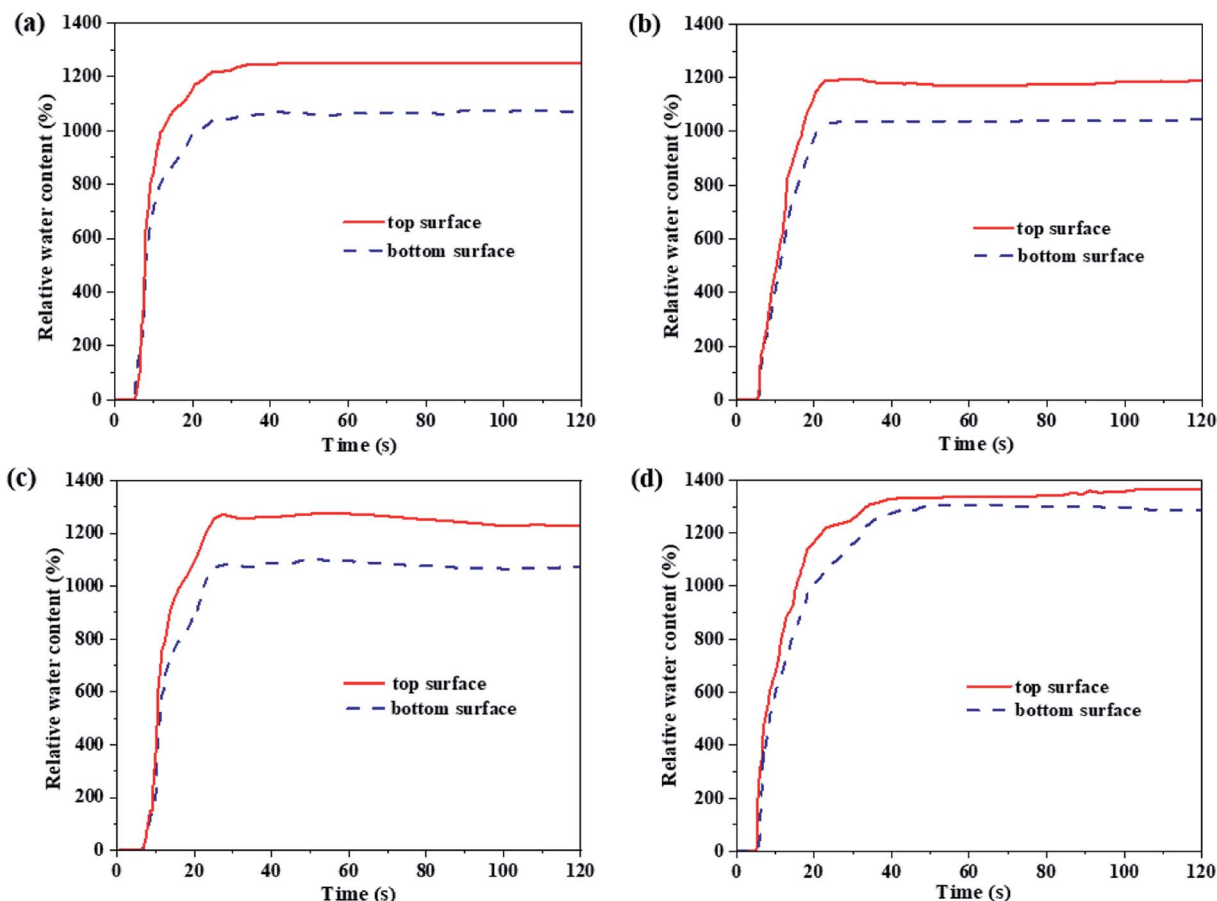 (a)
1400
1200
1000
800
600
400
200
0
Relative water content (%)
top surface
bottom surface
0 20 40 60 80 100 120
Time (s)
(b)
1400
1200
1000
800
600
400
200
0
Relative water content (%)
top surface
bottom surface
0 20 40 60 80 100 120
Time (s)
(c)
1400
1200
1000
800
600
400
200
0
Relative water content (%)
top surface
bottom surface
0 20 40 60 80 100 120
Time (s)
(d)
1400
1200
1000
800
600
400
200
0
Relative water content (%)
top surface
bottom surface
0 20 40 60 80 100 120
Time (s)